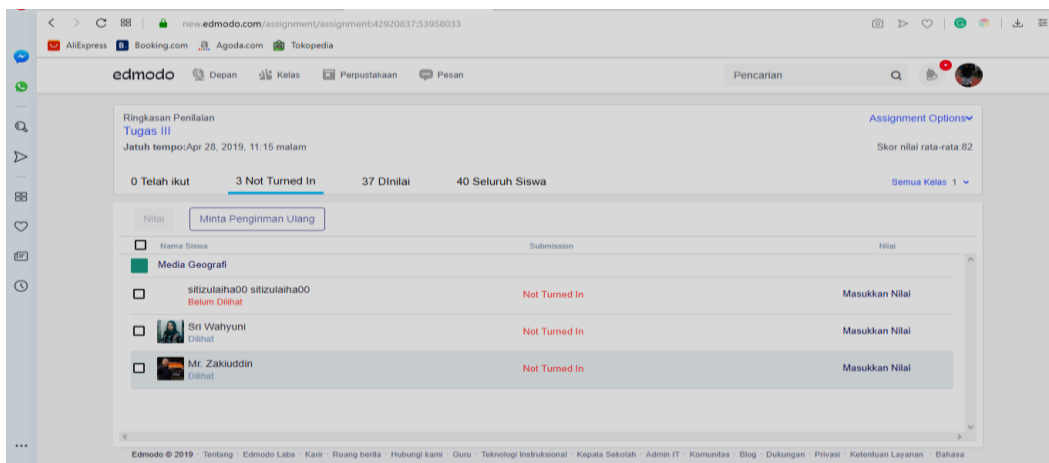 new.edmodo.com/assignment/assignment:42920837:53958033
AliExpress B. Booking.com Agoda.com Tokopedia
edmodo Depan Kelas Perpustakaan Pesan Pencarian
Ringkasan Penilaian Assignment Options
Tugas III
Jatuh tempo:Apr 28, 2019, 11:15 malam Skor nilai rata-rata:82
0 Telah ikut 3 Not Turned In 37 DInilai 40 Seluruh Siswa Semua Kelas 1
Nilai Minta Pengiriman Ulang
Nama Siswa Submission Nilai
Media Geografi
sitizulaiha00 sitizulaiha00
Belum Dilihat Not Turned In Masukkan Nilai
Sri Wahyuni
Dilihat Not Turned In Masukkan Nilai
Mr. Zakiuddin
Dilihat Not Turned In Masukkan Nilai
Edmodo © 2019 · Tentang · Edmodo Labs · Karir · Ruang berita · Hubungi kami · Guru · Teknologi Instruksional · Kepala Sekolah · Admin IT · Komunitas · Blog · Dukungan · Privasi · Ketentuan Layanan · Bahasa